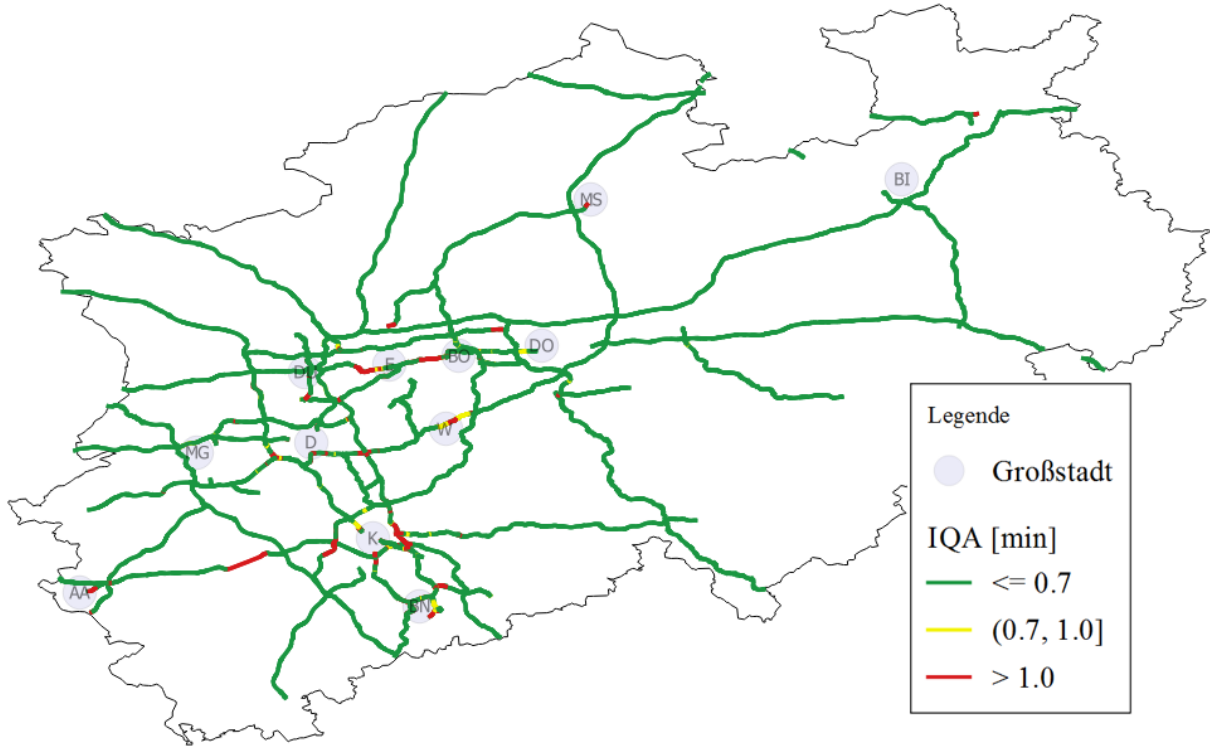 BI
MS
DO
BO
E
DU
W
D
MG
K
AA
BN
Legende
Großstadt
IQA [min]
<= 0.7
(0.7, 1.0]
> 1.0